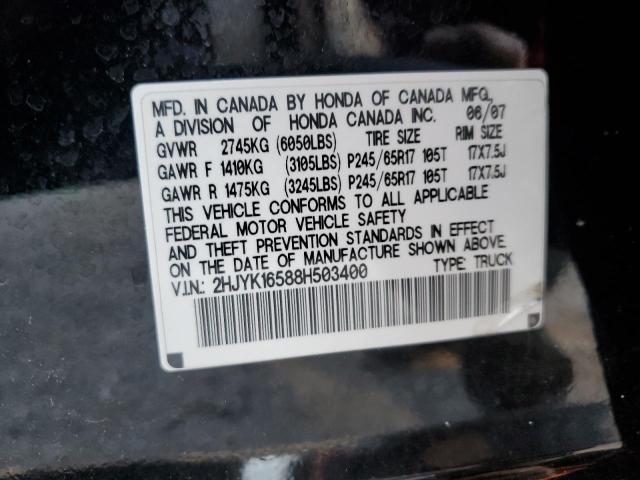 MFD. IN CANADA BY HONDA OF CANADA MFG.,
A DIVISION OF HONDA CANADA INC. 06/07
GVWR 2745KG (6050LBS) TIRE SIZE RIM SIZE
GAWR F 1410KG (3105LBS) P245/65R17 105T 17X7.5J
GAWR R 1475KG (3245LBS) P245/65R17 105T 17X7.5J
THIS VEHICLE CONFORMS TO ALL APPLICABLE
FEDERAL MOTOR VEHICLE SAFETY
AND THEFT PREVENTION STANDARDS IN EFFECT
ON THE DATE OF MANUFACTURE SHOWN ABOVE.
V.I.N.: 2HJYK16588H503400 TYPE: TRUCK